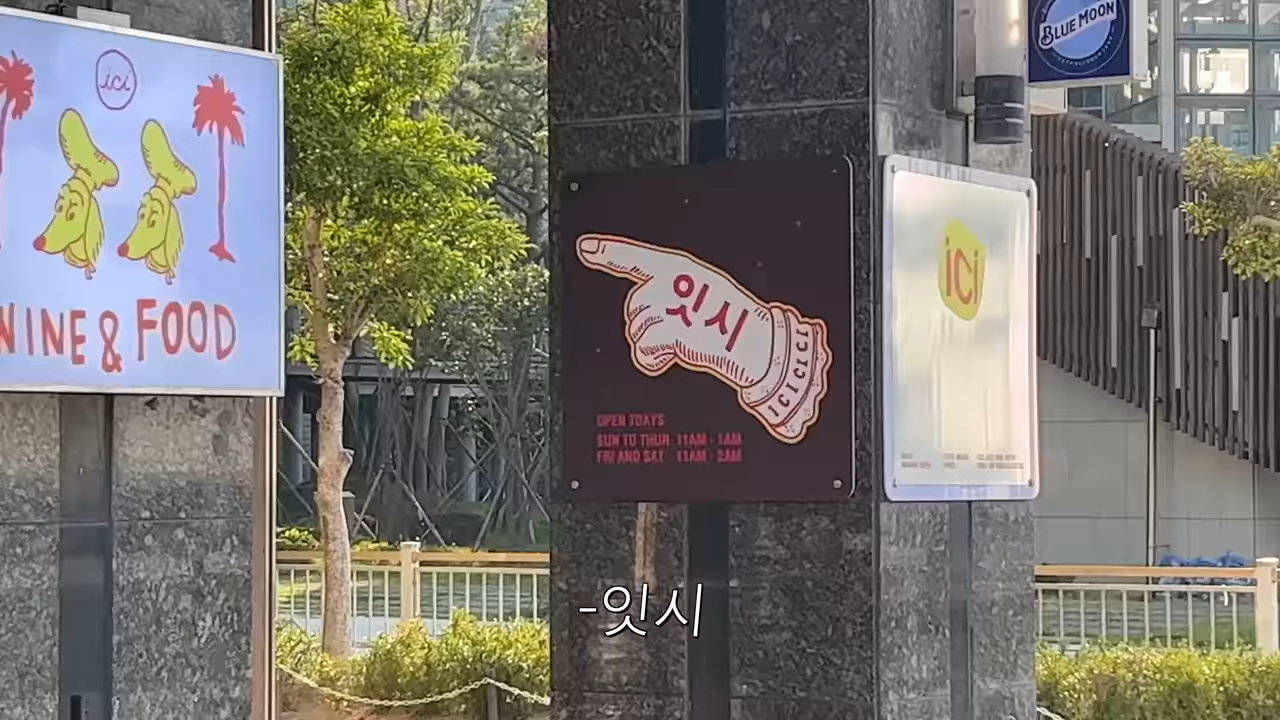 ici
WINE & FOOD
잇시
ICICICI
OPEN 7DAYS
SUN TO THUR 11AM - 1AM
FRI AND SAT 11AM - 2AM
ici
BLUE MOON
-잇시